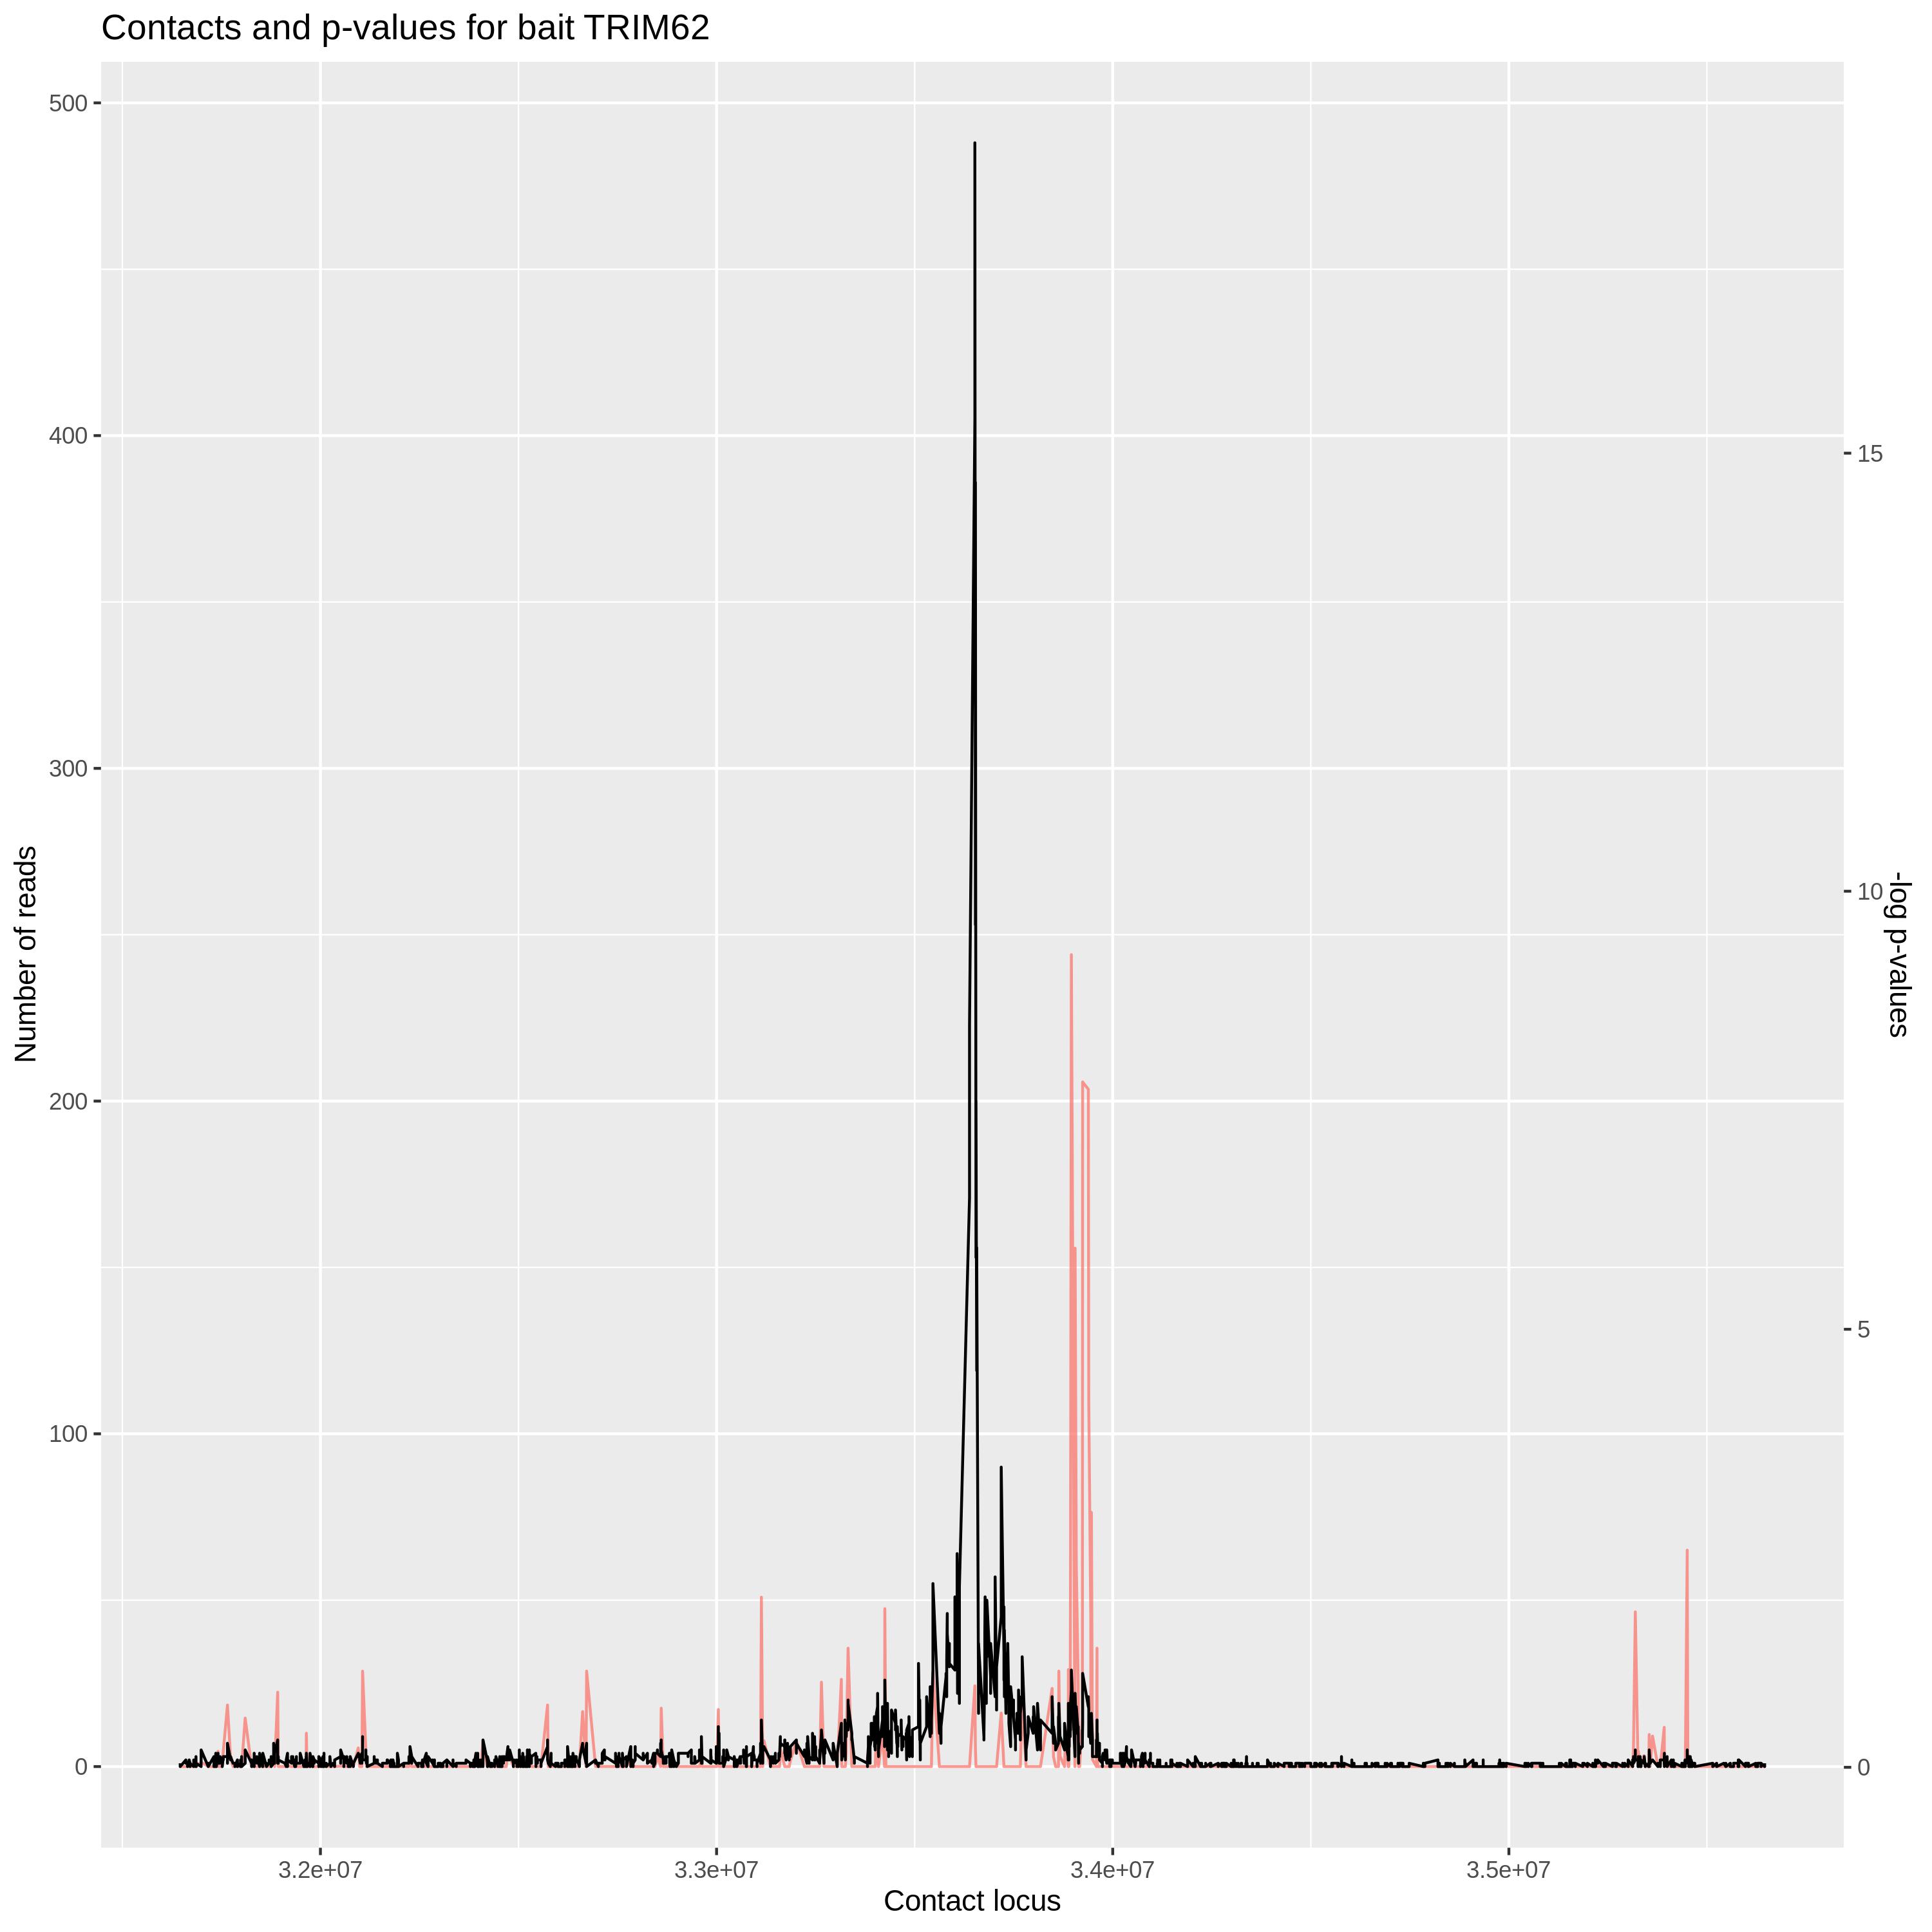 Contacts and p-values for bait TRIM62
500
400
300
200
100
0
Number of reads
15
10
5
0
-log p-values
3.2e+07 3.3e+07 3.4e+07 3.5e+07
Contact locus